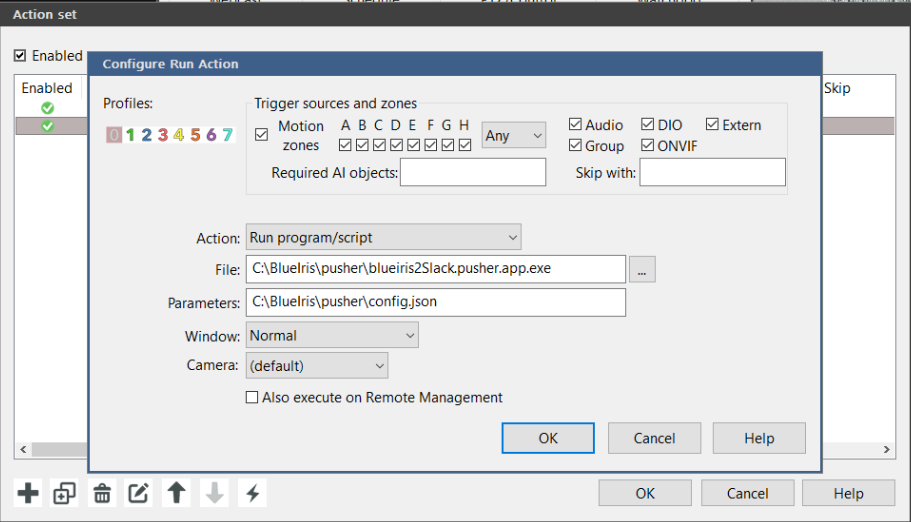 Action set
Enabled
Enabled
Skip
Configure Run Action
Profiles:
0 1 2 3 4 5 6 7
Trigger sources and zones
Motion zones
A B C D E F G H
Any
Audio
DIO
Extern
Group
ONVIF
Required AI objects:
Skip with:
Action: Run program/script
File: C:\BlueIris\pusher\blueiris2Slack.pusher.app.exe
...
Parameters: C:\BlueIris\pusher\config.json
Window: Normal
Camera: (default)
Also execute on Remote Management
OK Cancel Help
OK Cancel Help